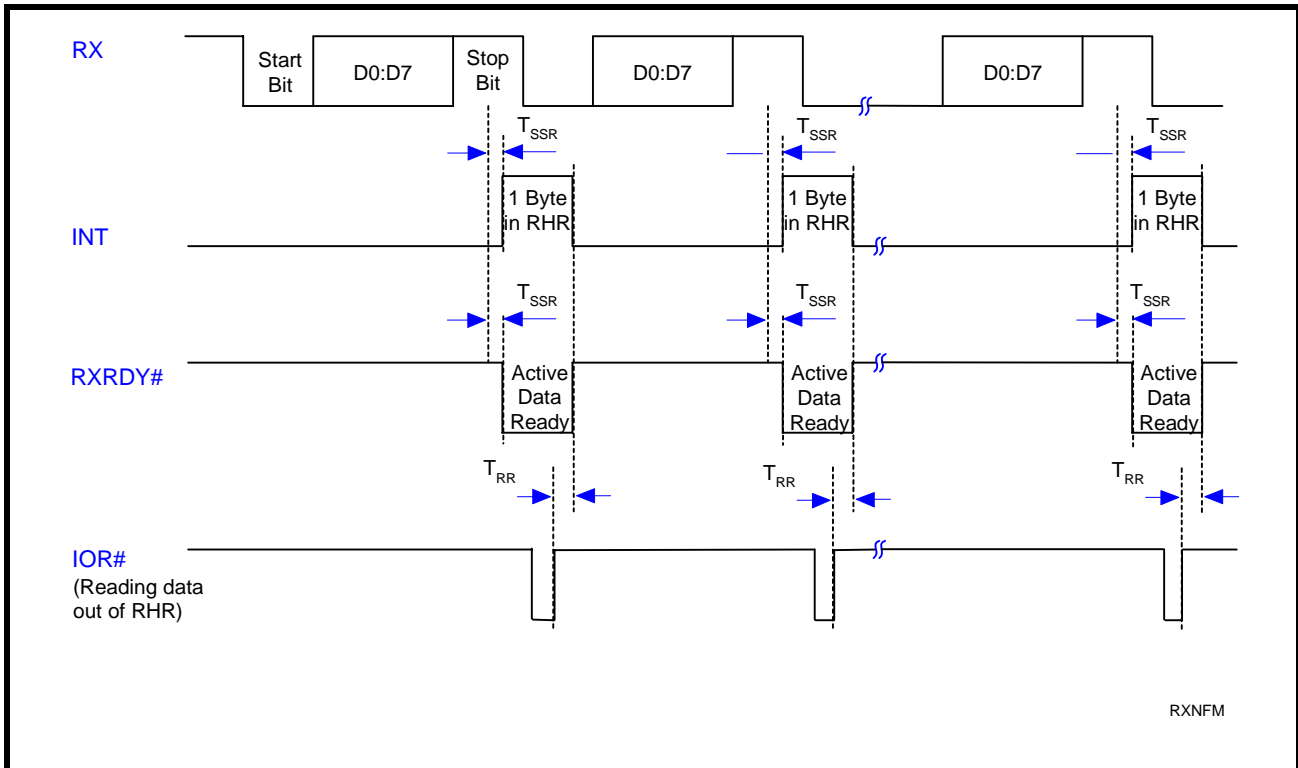 RX
Start
Bit
D0:D7
Stop
Bit
D0:D7
D0:D7
TSSR
TSSR
TSSR
INT
1 Byte
in RHR
1 Byte
in RHR
1 Byte
in RHR
TSSR
TSSR
TSSR
RXRDY#
Active
Data
Ready
Active
Data
Ready
Active
Data
Ready
TRR
TRR
TRR
IOR#
(Reading data
out of RHR)
RXNFM